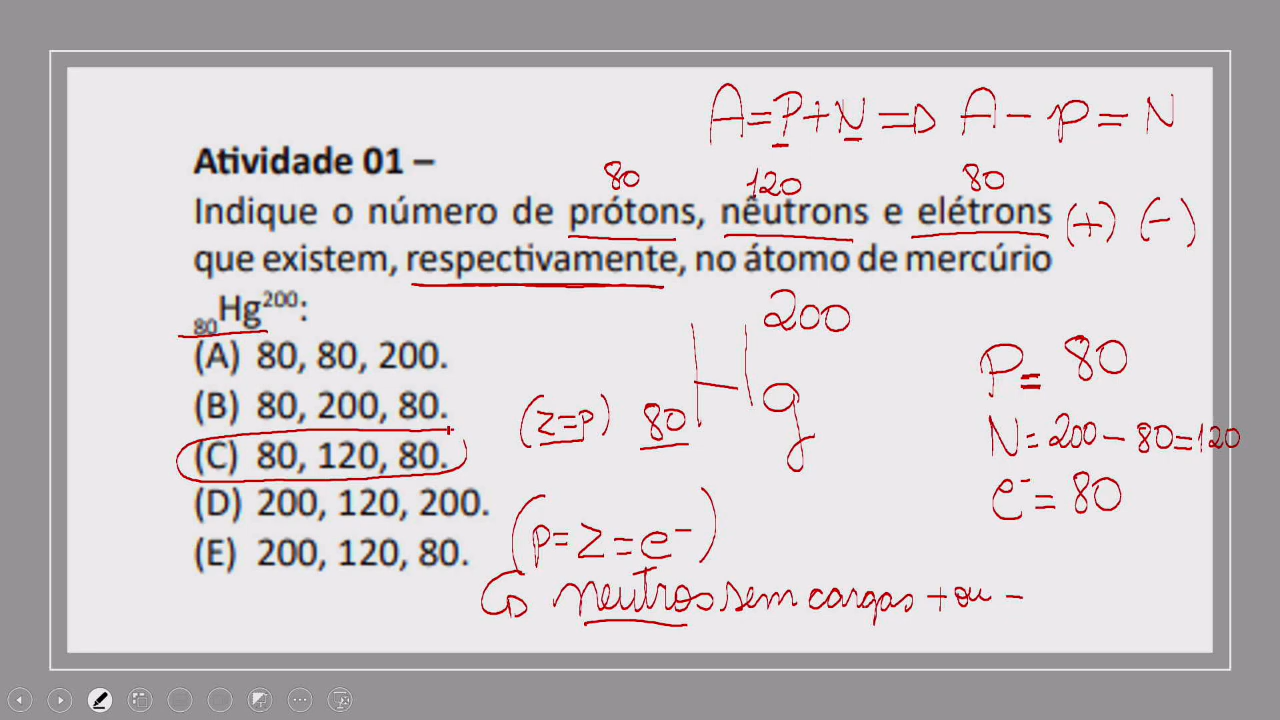 A = P + N => A - P = N
Atividade 01 –
80 120 80
Indique o número de prótons, nêutrons e elétrons (+) (-)
que existem, respectivamente, no átomo de mercúrio
80Hg200:
(A) 80, 80, 200.
(B) 80, 200, 80.
(C) 80, 120, 80.
(D) 200, 120, 200.
(E) 200, 120, 80.
200
(Z=P) 80 Hg
P = 80
N = 200 - 80 = 120
e- = 80
(P = Z = e-)
neutros sem cargas + ou -